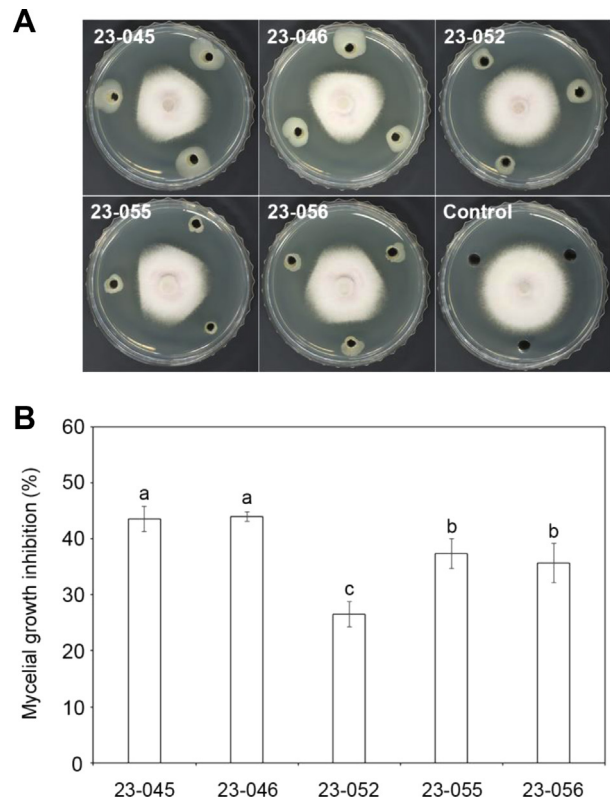 A
23-045 23-046 23-052
23-055 23-056 Control
B
Mycelial growth inhibition (%)
60
50
40
30
20
10
0
a a c b b
23-045 23-046 23-052 23-055 23-056